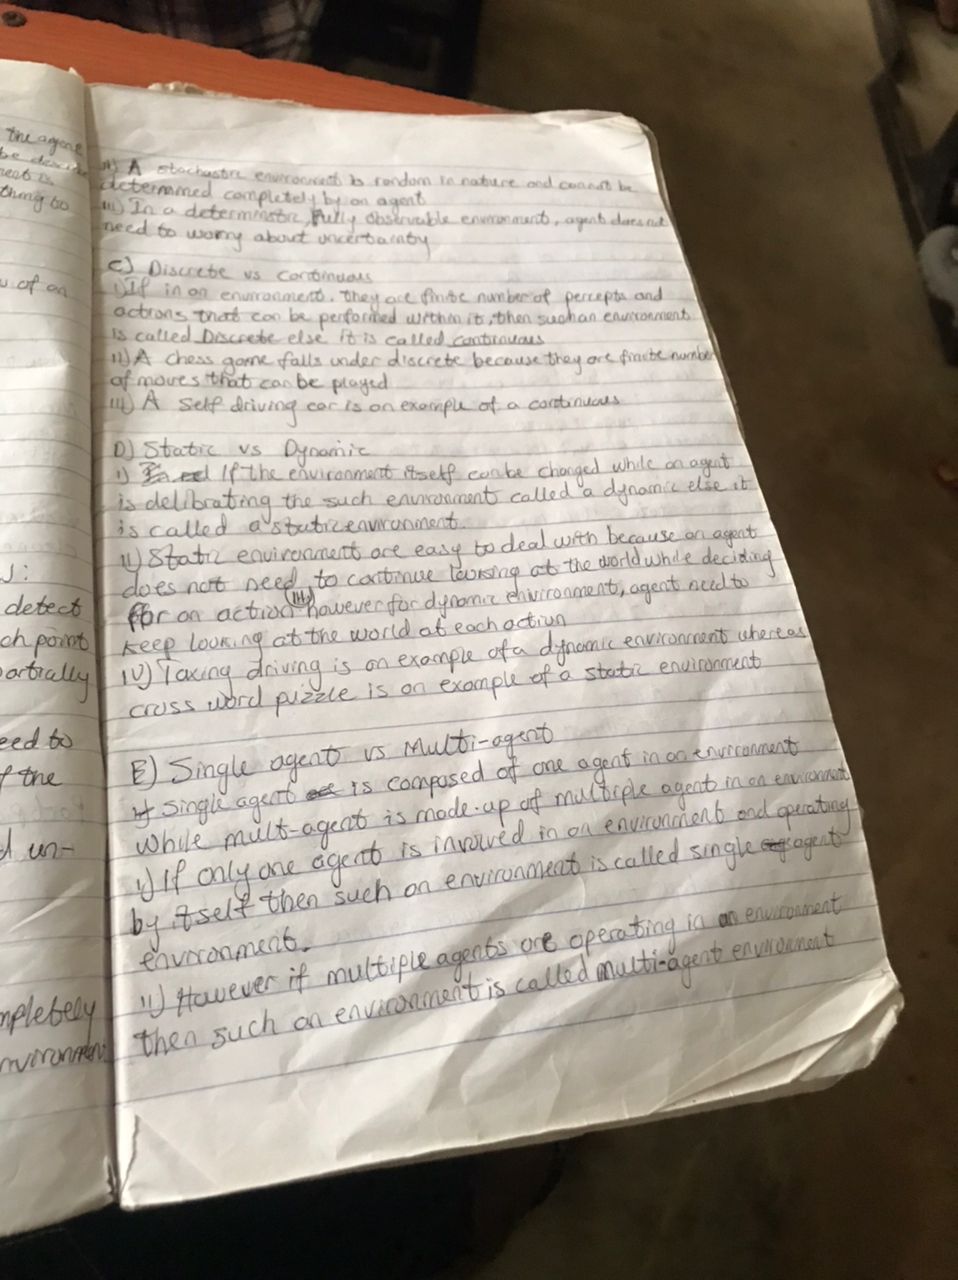 the agent
be
ment is
thing to
of an
:
detect
ch point
partially
eed to
f the
d un-
mpletely
nvironment
ii) A stochastic environment is random in nature and cannot be
determined completely by an agent
iii) In a deterministic, fully observable environment, agent does not
need to worry about uncertainty
C) Discrete vs Continuous
i) If in an environment, they are finite number of percepts and
actions that can be performed within it, then such an environment
is called Discrete else it is called continuous
ii) A chess game falls under discrete because they are finite number
of moves that can be played
iii) A Self driving car is an example of a continuous
D) Static vs Dynamic
i) If the environment itself can be changed while an agent
is delibrating the such environment called a dynamic else it
is called a static environment.
ii) Static environment are easy to deal with because an agent
does not need to continue looking at the world while deciding
for an action (iii) however for dynamic environment, agent need to
keep looking at the world at each action
iv) Taxing driving is an example of a dynamic environment whereas
cross word puzzle is an example of a static environment
E) Single agent vs Multi-agent
Single agent is composed of one agent in an environment
while mult-agent is made-up of multiple agent in an environment
i) If only one agent is involved in an environment and operating
by itself then such an environment is called single agent
environment.
ii) However if multiple agents are operating in an environment
then such an environment is called multi-agent environment